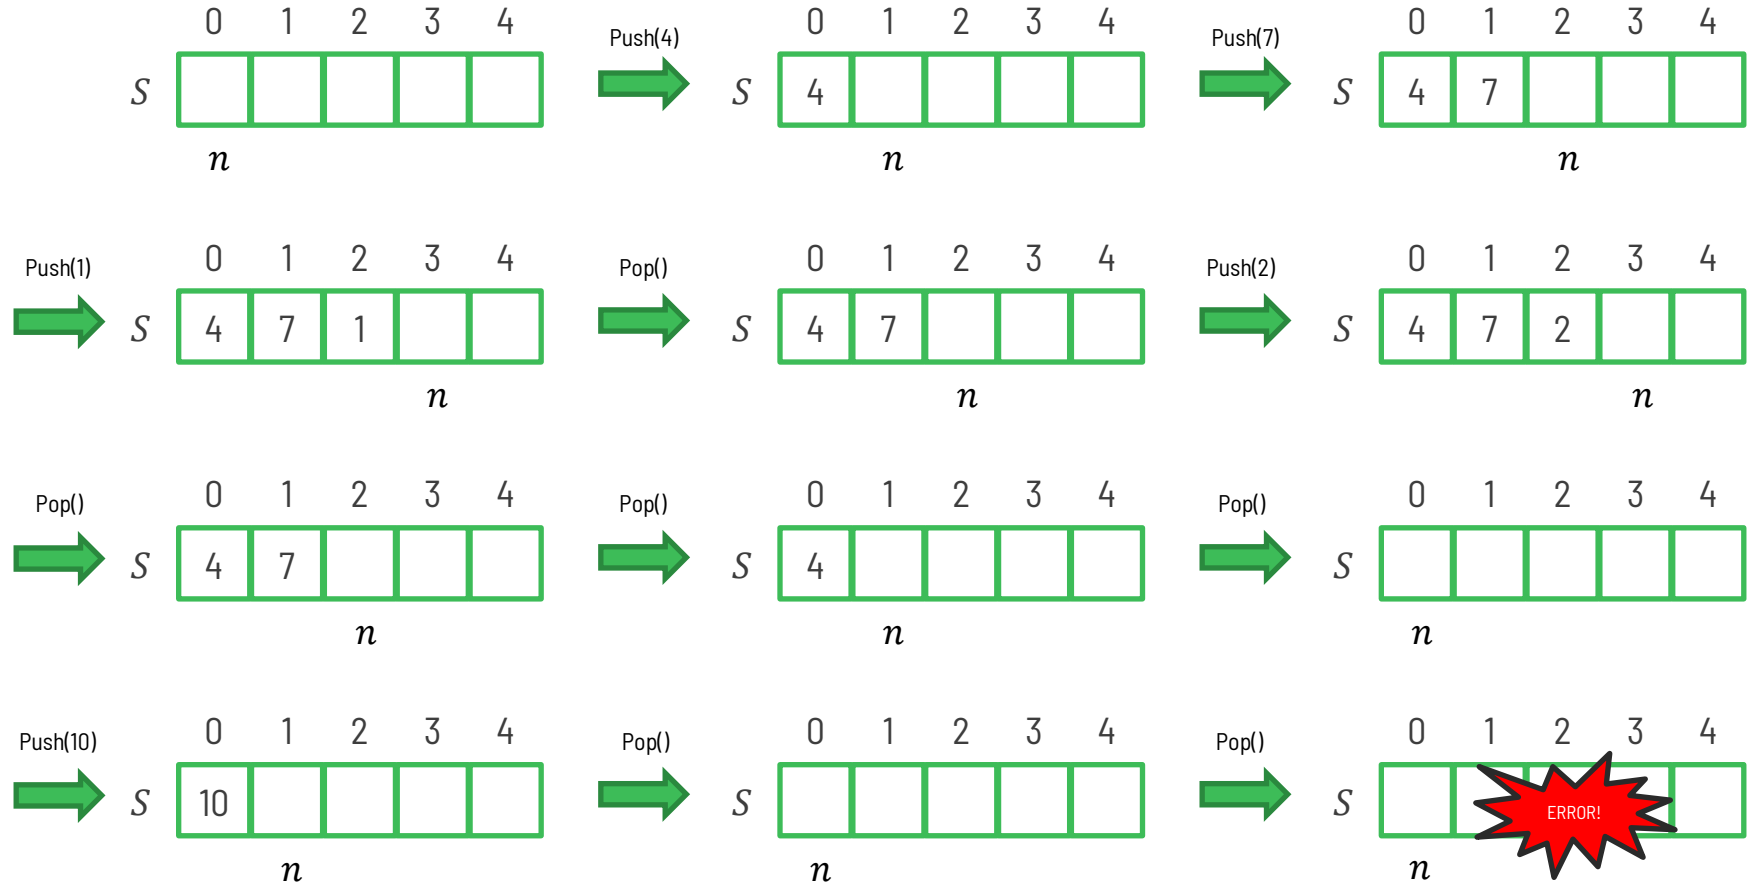 0 1 2 3 4
S
n
Push(4)
0 1 2 3 4
S 4
n
Push(7)
0 1 2 3 4
S 4 7
n
Push(1)
0 1 2 3 4
S 4 7 1
n
Pop()
0 1 2 3 4
S 4 7
n
Push(2)
0 1 2 3 4
S 4 7 2
n
Pop()
0 1 2 3 4
S 4 7
n
Pop()
0 1 2 3 4
S 4
n
Pop()
0 1 2 3 4
S
n
Push(10)
0 1 2 3 4
S 10
n
Pop()
0 1 2 3 4
S
n
Pop()
0 1 2 3 4
S ERROR!
n